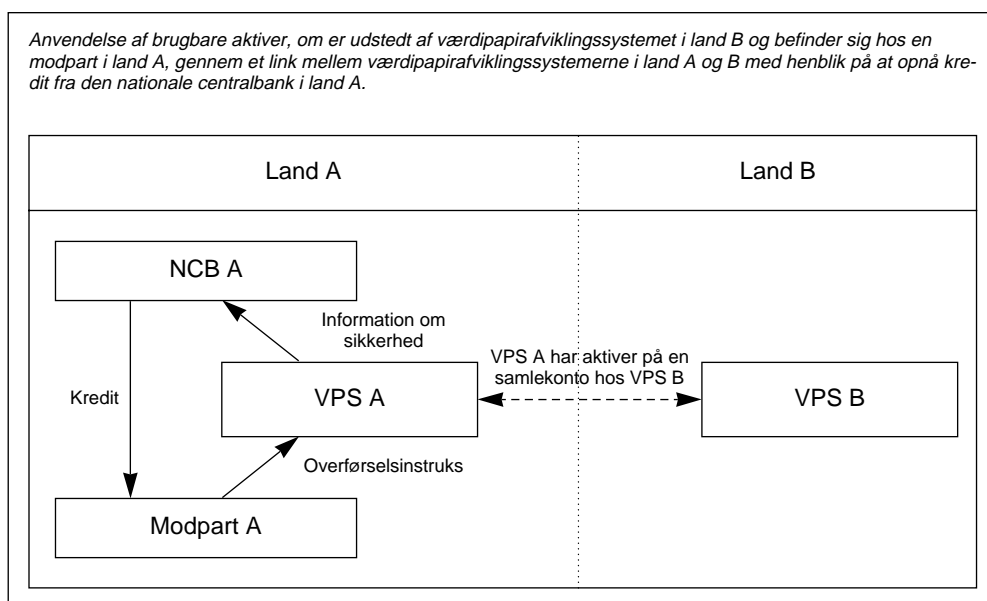 Anvendelse af brugbare aktiver, om er udstedt af værdipapirafviklingssystemet i land B og befinder sig hos en
modpart i land A, gennem et link mellem værdipapirafviklingssystemerne i land A og B med henblik på at opnå kre-
dit fra den nationale centralbank i land A.
Land A
Land B
NCB A
Information om
sikkerhed
VPS A har aktiver på en
samlekonto hos VPS B
Kredit
VPS A
VPS B
Overførselsinstruks
Modpart A